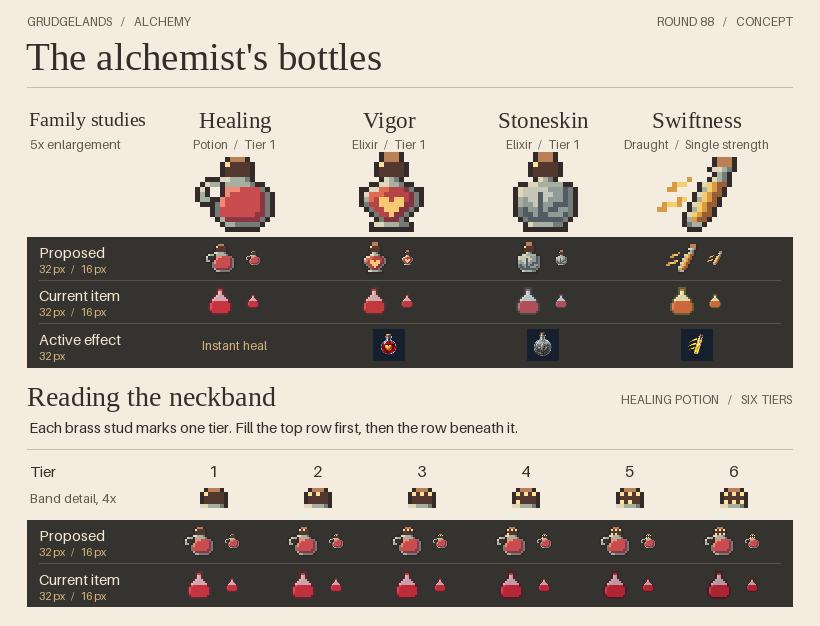 GRUDGELANDS / ALCHEMY
ROUND 88 / CONCEPT
The alchemist's bottles
Family studies
5x enlargement
Healing
Potion / Tier 1
Vigor
Elixir / Tier 1
Stoneskin
Elixir / Tier 1
Swiftness
Draught / Single strength
Proposed
32 px / 16 px
Current item
32 px / 16 px
Active effect
32 px
Instant heal
Reading the neckband
HEALING POTION / SIX TIERS
Each brass stud marks one tier. Fill the top row first, then the row beneath it.
Tier 1 2 3 4 5 6
Band detail, 4x
Proposed
32 px / 16 px
Current item
32 px / 16 px